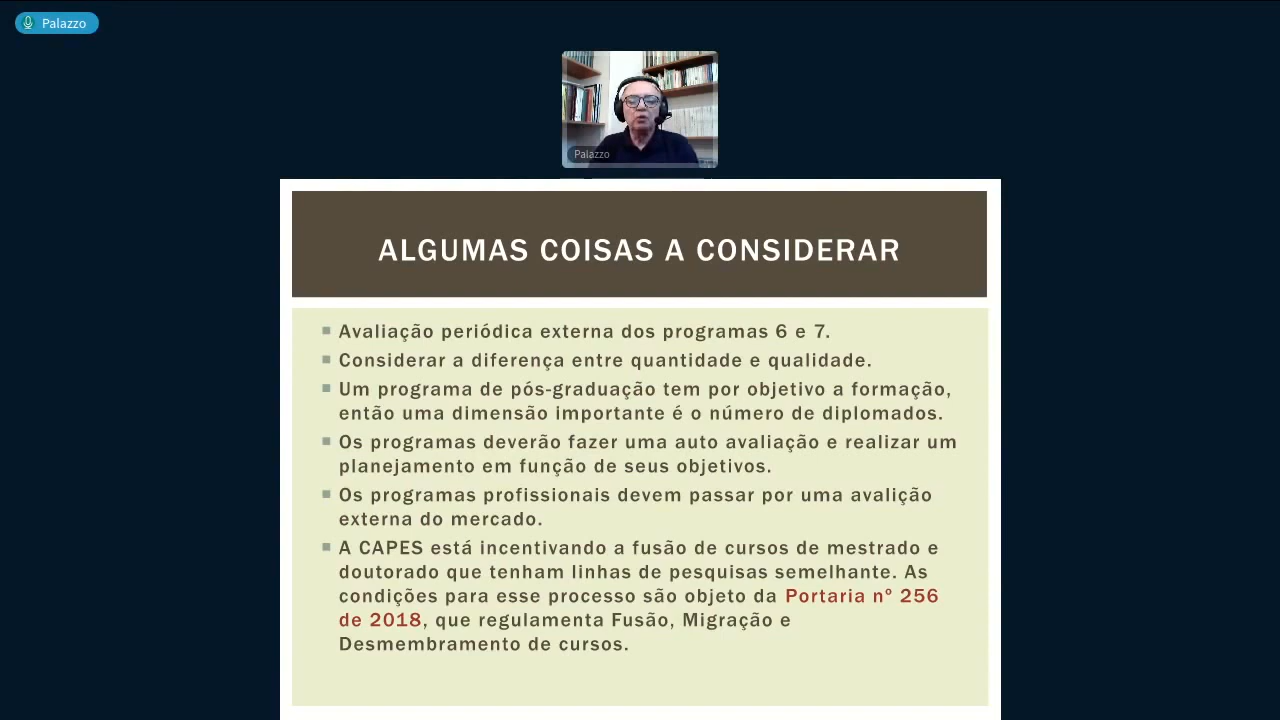 Palazzo
Palazzo
ALGUMAS COISAS A CONSIDERAR
Avaliação periódica externa dos programas 6 e 7.
Considerar a diferença entre quantidade e qualidade.
Um programa de pós-graduação tem por objetivo a formação,
então uma dimensão importante é o número de diplomados.
Os programas deverão fazer uma auto avaliação e realizar um
planejamento em função de seus objetivos.
Os programas profissionais devem passar por uma avalição
externa do mercado.
A CAPES está incentivando a fusão de cursos de mestrado e
doutorado que tenham linhas de pesquisas semelhante. As
condições para esse processo são objeto da Portaria nº 256
de 2018, que regulamenta Fusão, Migração e
Desmembramento de cursos.